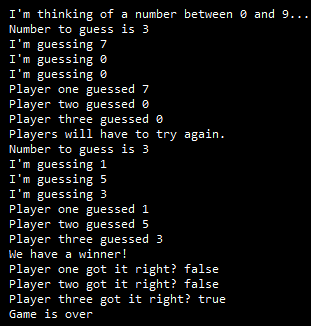 I'm thinking of a number between 0 and 9...
Number to guess is 3
I'm guessing 7
I'm guessing 0
I'm guessing 0
Player one guessed 7
Player two guessed 0
Player three guessed 0
Players will have to try again.
Number to guess is 3
I'm guessing 1
I'm guessing 5
I'm guessing 3
Player one guessed 1
Player two guessed 5
Player three guessed 3
We have a winner!
Player one got it right? false
Player two got it right? false
Player three got it right? true
Game is over